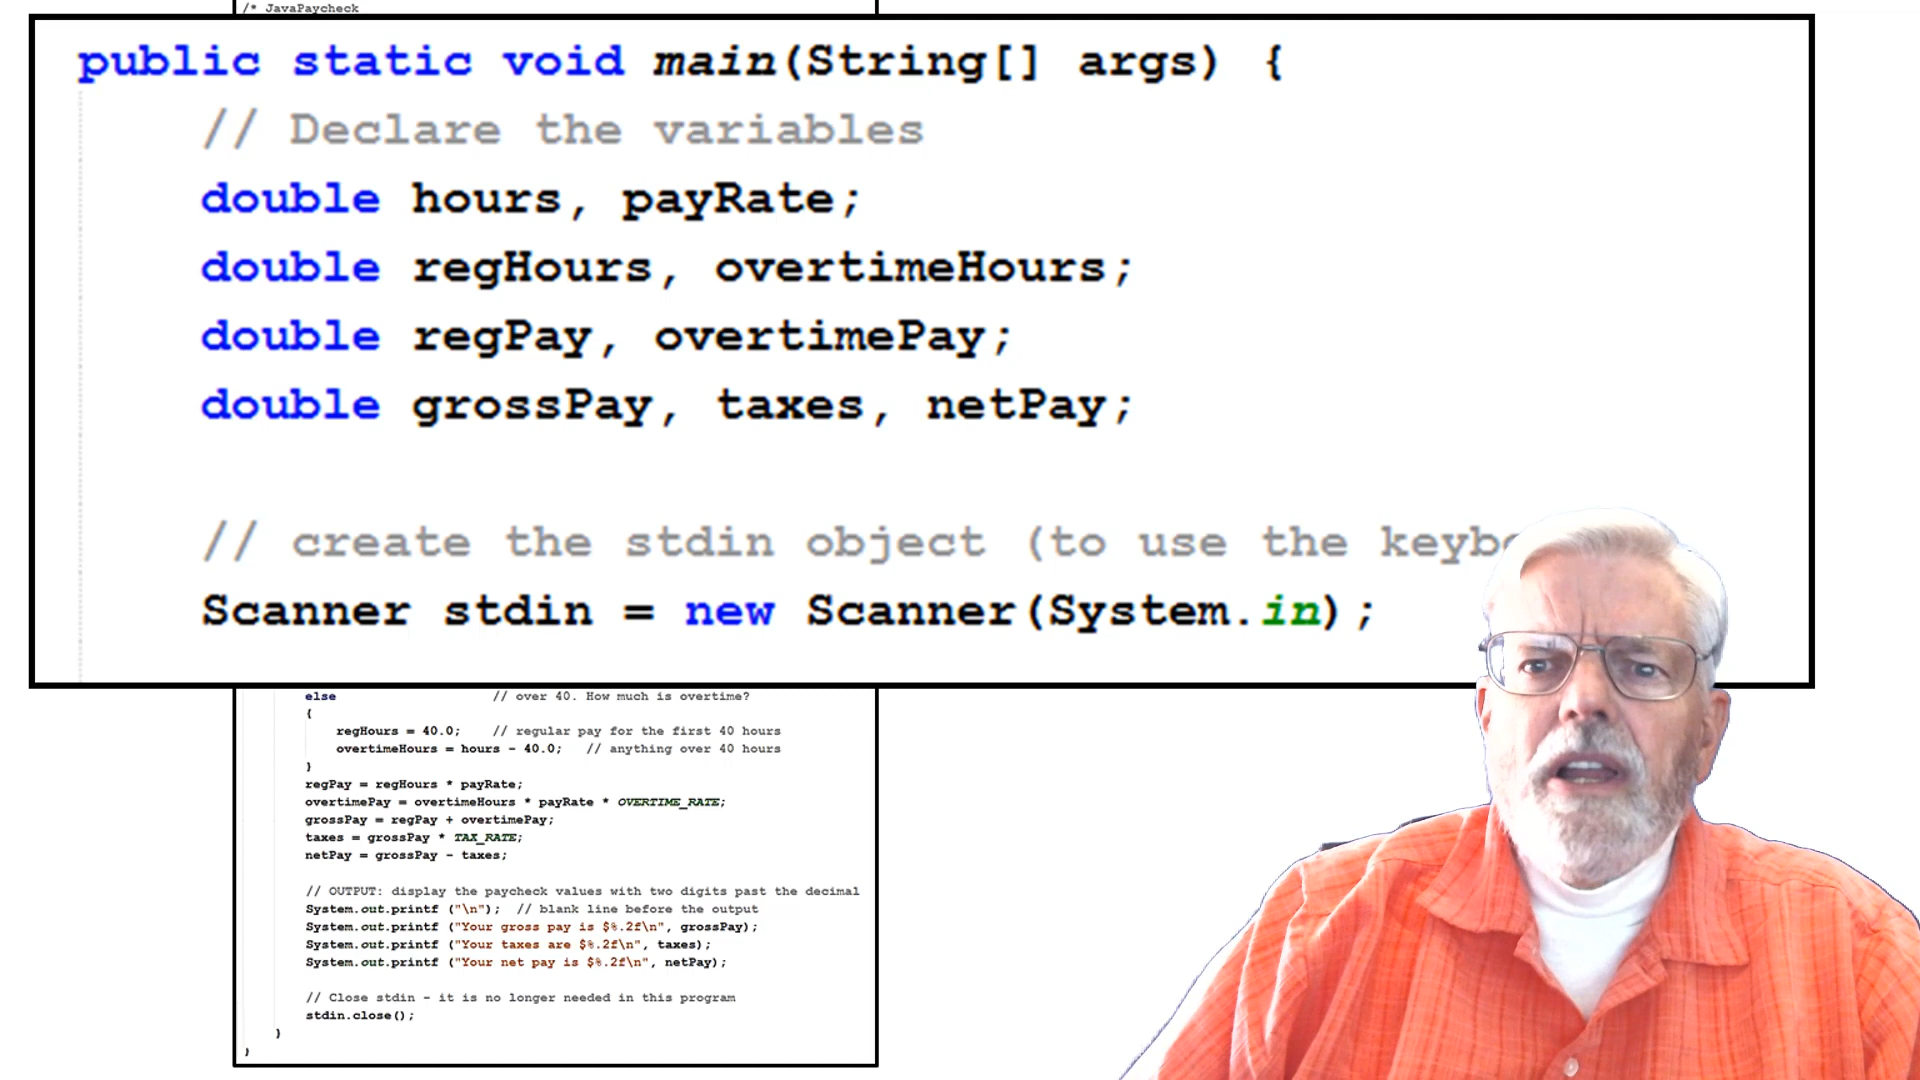 /* JavaPaycheck
public static void main(String[] args) {
// Declare the variables
double hours, payRate;
double regHours, overtimeHours;
double regPay, overtimePay;
double grossPay, taxes, netPay;
// create the stdin object (to use the
Scanner stdin = new Scanner(System.in);
else // over 40. How much is overtime?
{
regHours = 40.0; // regular pay for the first 40 hours
overtimeHours = hours - 40.0; // anything over 40 hours
}
regPay = regHours * payRate;
overtimePay = overtimeHours * payRate * OVERTIME_RATE;
grossPay = regPay + overtimePay;
taxes = grossPay * TAX_RATE;
netPay = grossPay - taxes;
// OUTPUT: display the paycheck values with two digits past the decimal
System.out.printf ("\n"); // blank line before the output
System.out.printf ("Your gross pay is $%.2f\n", grossPay);
System.out.printf ("Your taxes are $%.2f\n", taxes);
System.out.printf ("Your net pay is $%.2f\n", netPay);
// Close stdin - it is no longer needed in this program
stdin.close();
}
}